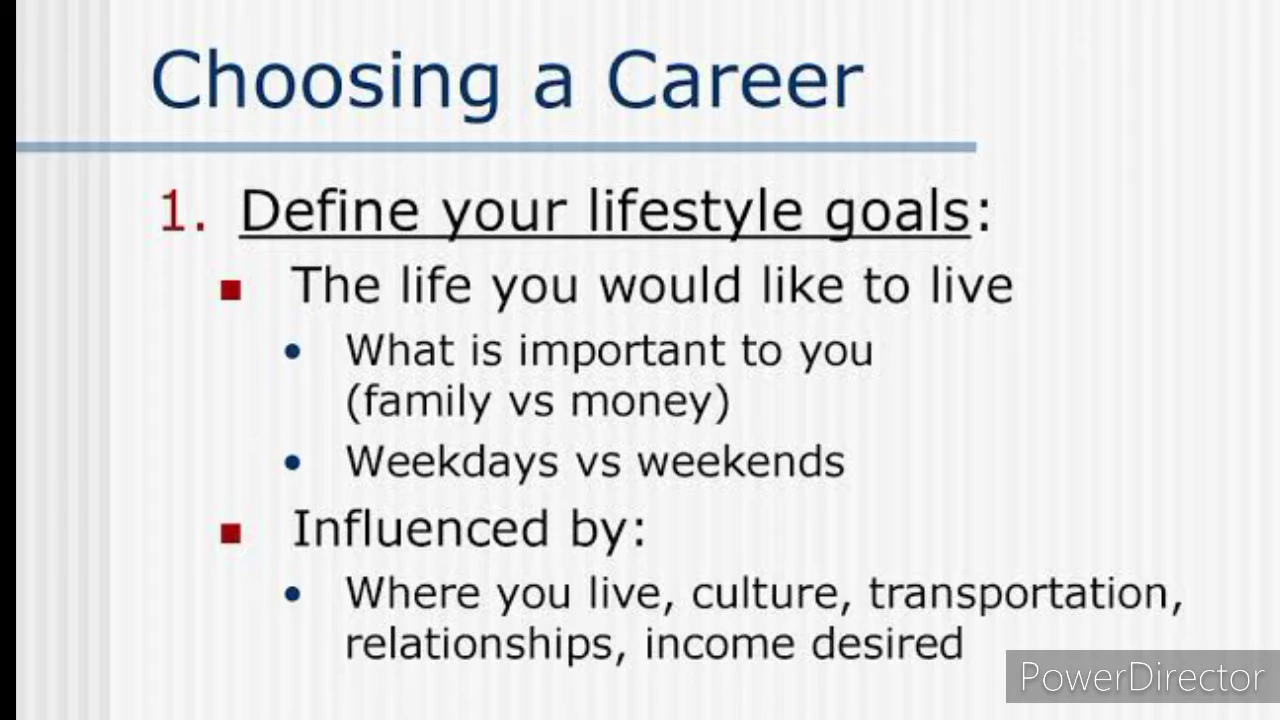 Choosing a Career
1. Define your lifestyle goals:
■ The life you would like to live
• What is important to you
(family vs money)
• Weekdays vs weekends
■ Influenced by:
• Where you live, culture, transportation,
relationships, income desired
PowerDirector